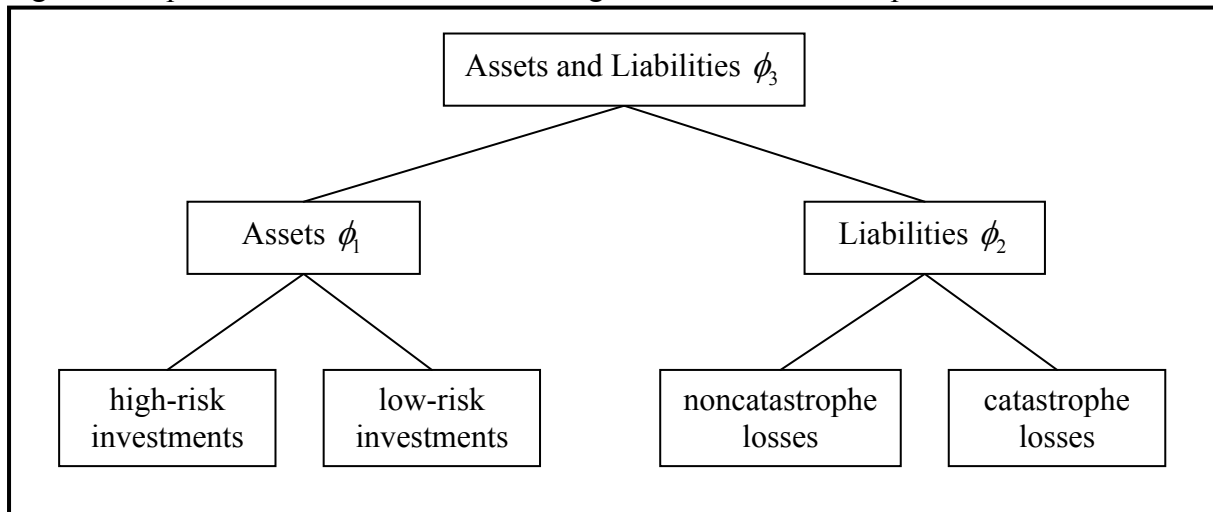 Assets and Liabilities ϕ₃
Assets ϕ₁
Liabilities ϕ₂
high-risk
investments
low-risk
investments
noncatastrophe
losses
catastrophe
losses